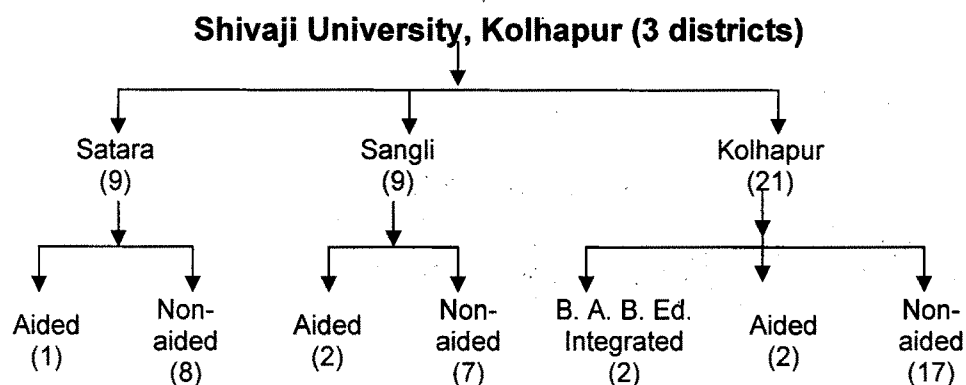 Shivaji University, Kolhapur (3 districts)
Satara
(9)
Sangli
(9)
Kolhapur
(21)
Aided
(1)
Non-
aided
(8)
Aided
(2)
Non-
aided
(7)
B. A. B. Ed.
Integrated
(2)
Aided
(2)
Non-
aided
(17)